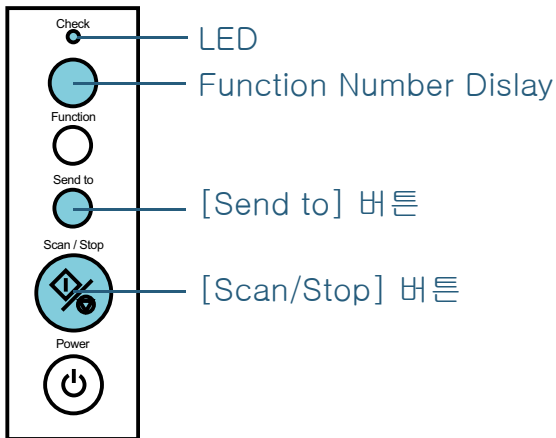 Check
LED
Function Number Dislay
Function
Send to
[Send to] 버튼
Scan / Stop
[Scan/Stop] 버튼
Power